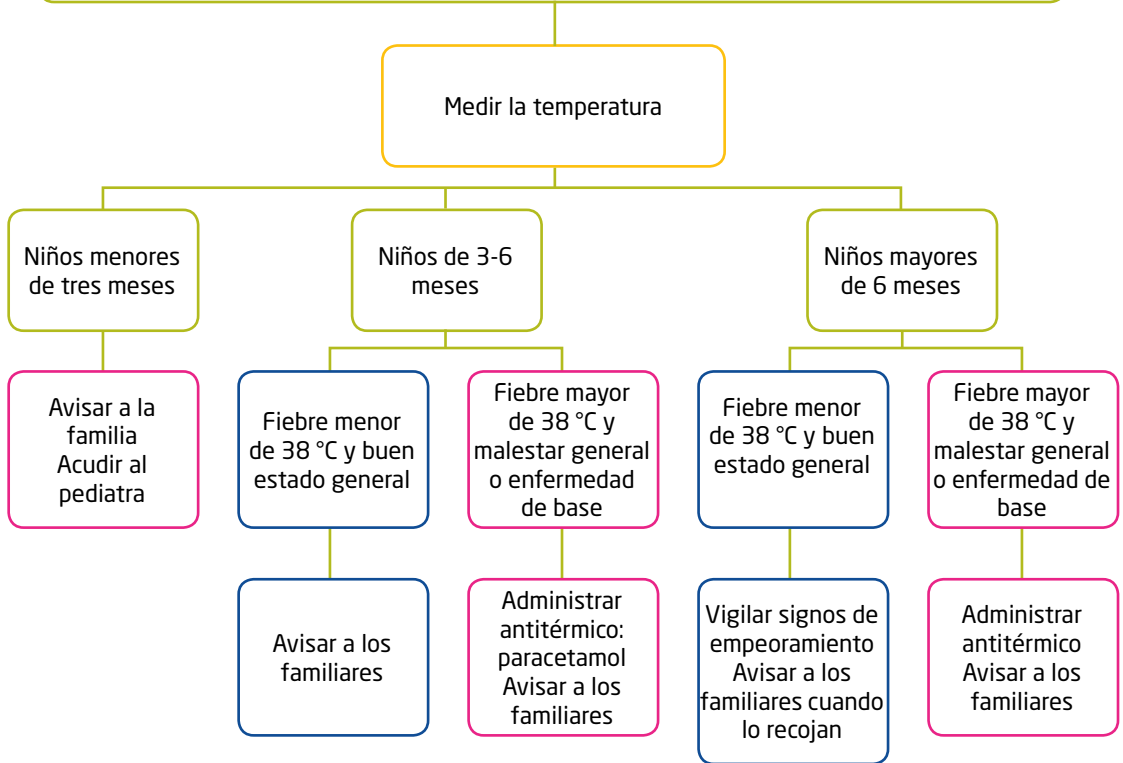 Medir la temperatura
Niños menores
de tres meses
Niños de 3-6
meses
Niños mayores
de 6 meses
Avisar a la
familia
Acudir al
pediatra
Fiebre menor
de 38 °C y buen
estado general
Fiebre mayor
de 38 °C y
malestar general
o enfermedad
de base
Fiebre menor
de 38 °C y buen
estado general
Fiebre mayor
de 38 °C y
malestar general
o enfermedad de
base
Avisar a los
familiares
Administrar
antitérmico:
paracetamol
Avisar a los
familiares
Vigilar signos de
empeoramiento
Avisar a los
familiares cuando
lo recojan
Administrar
antitérmico
Avisar a los
familiares